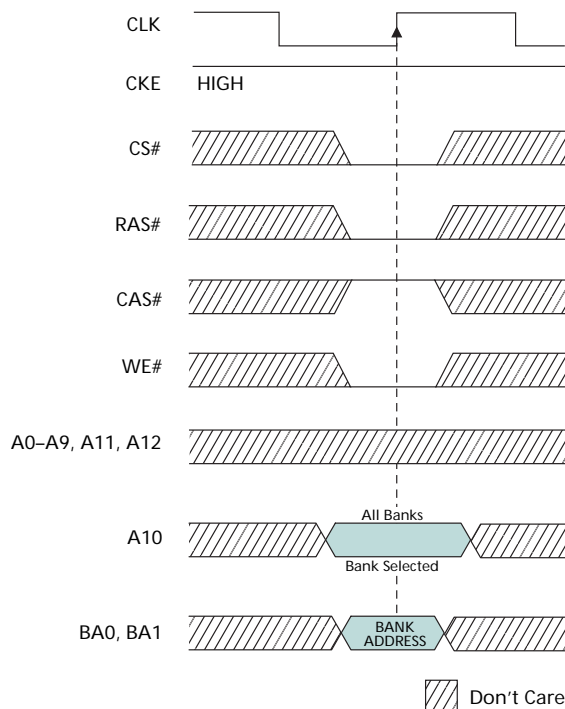 CLK
CKE HIGH
CS#
RAS#
CAS#
WE#
A0–A9, A11, A12
All Banks
A10
Bank Selected
BA0, BA1
BANK
ADDRESS
Don't Care